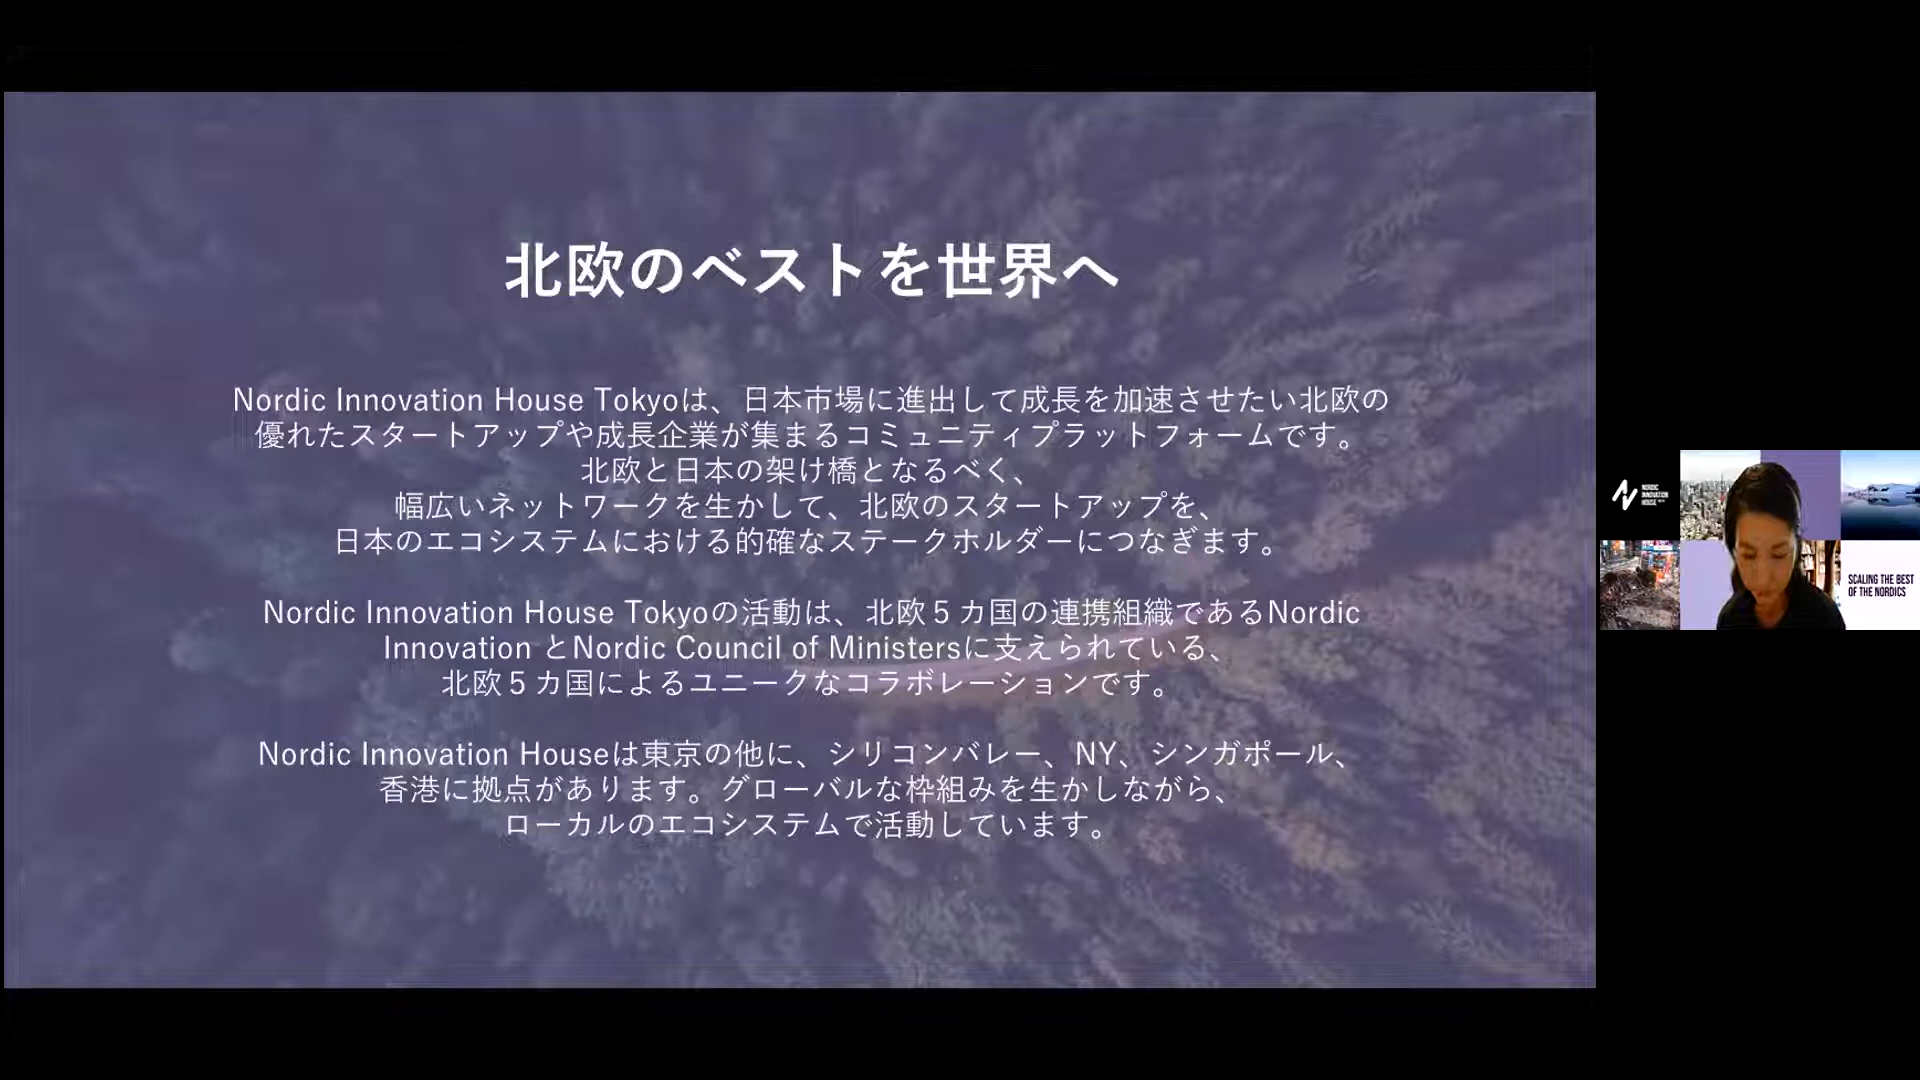 北欧のベストを世界へ
Nordic Innovation House Tokyoは、日本市場に進出して成長を加速させたい北欧の
優れたスタートアップや成長企業が集まるコミュニティプラットフォームです。
北欧と日本の架け橋となるべく、
幅広いネットワークを生かして、北欧のスタートアップを、
日本のエコシステムにおける的確なステークホルダーにつなぎます。
Nordic Innovation House Tokyoの活動は、北欧５カ国の連携組織であるNordic
Innovation とNordic Council of Ministersに支えられている、
北欧５カ国によるユニークなコラボレーションです。
Nordic Innovation Houseは東京の他に、シリコンバレー、NY、シンガポール、
香港に拠点があります。グローバルな枠組みを生かしながら、
ローカルのエコシステムで活動しています。
NORDIC
INNOVATION
HOUSE
SCALING THE BEST
OF THE NORDICS